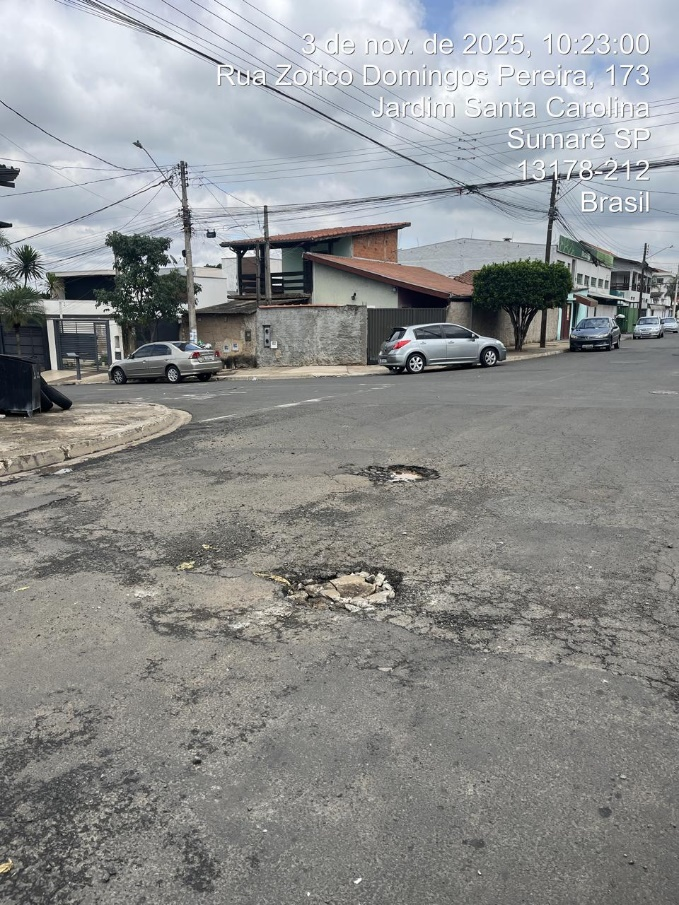 3 de nov. de 2025, 10:23:00
Rua Zorico Domingos Pereira, 173
Jardim Santa Carolina
Sumaré SP
13178-212
Brasil